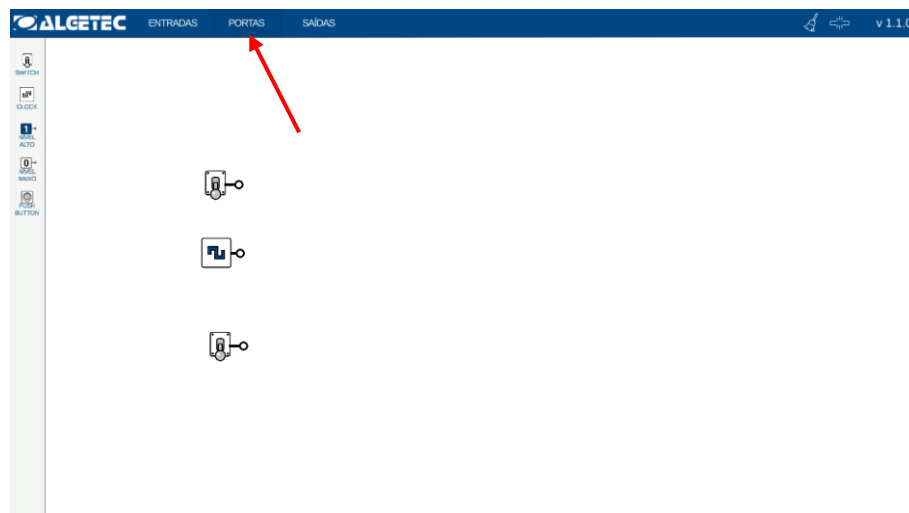 ALGETEC ENTRADAS PORTAS SAÍDAS v 1.1.0
SWITCH
CLOCK
1
NÍVEL
ALTO
0
NÍVEL
BAIXO
PUSH
BUTTON